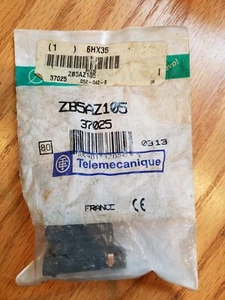 (1 ) 6HX35
ZB5AZ105
37025
ZB5AZ105
37025
80
0313
Telemecanique
FRANCE CE